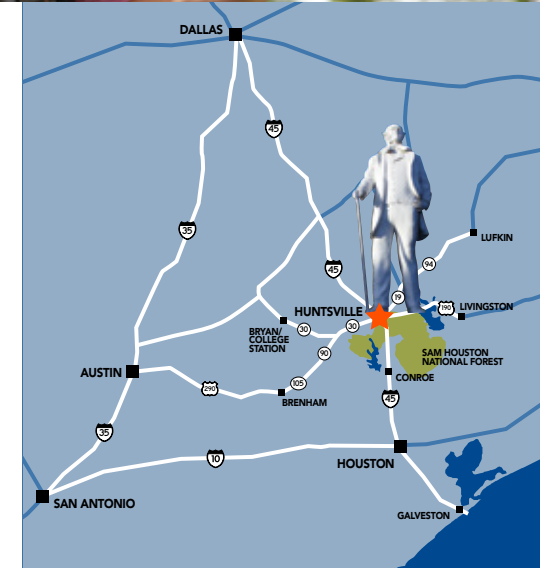 DALLAS
45
35
LUFKIN
94
45
19
190
LIVINGSTON
HUNTSVILLE
30
30
BRYAN/
COLLEGE
STATION
90
SAM HOUSTON
NATIONAL FOREST
AUSTIN
290
105
CONROE
BRENHAM
45
35
10
HOUSTON
SAN ANTONIO
GALVESTON